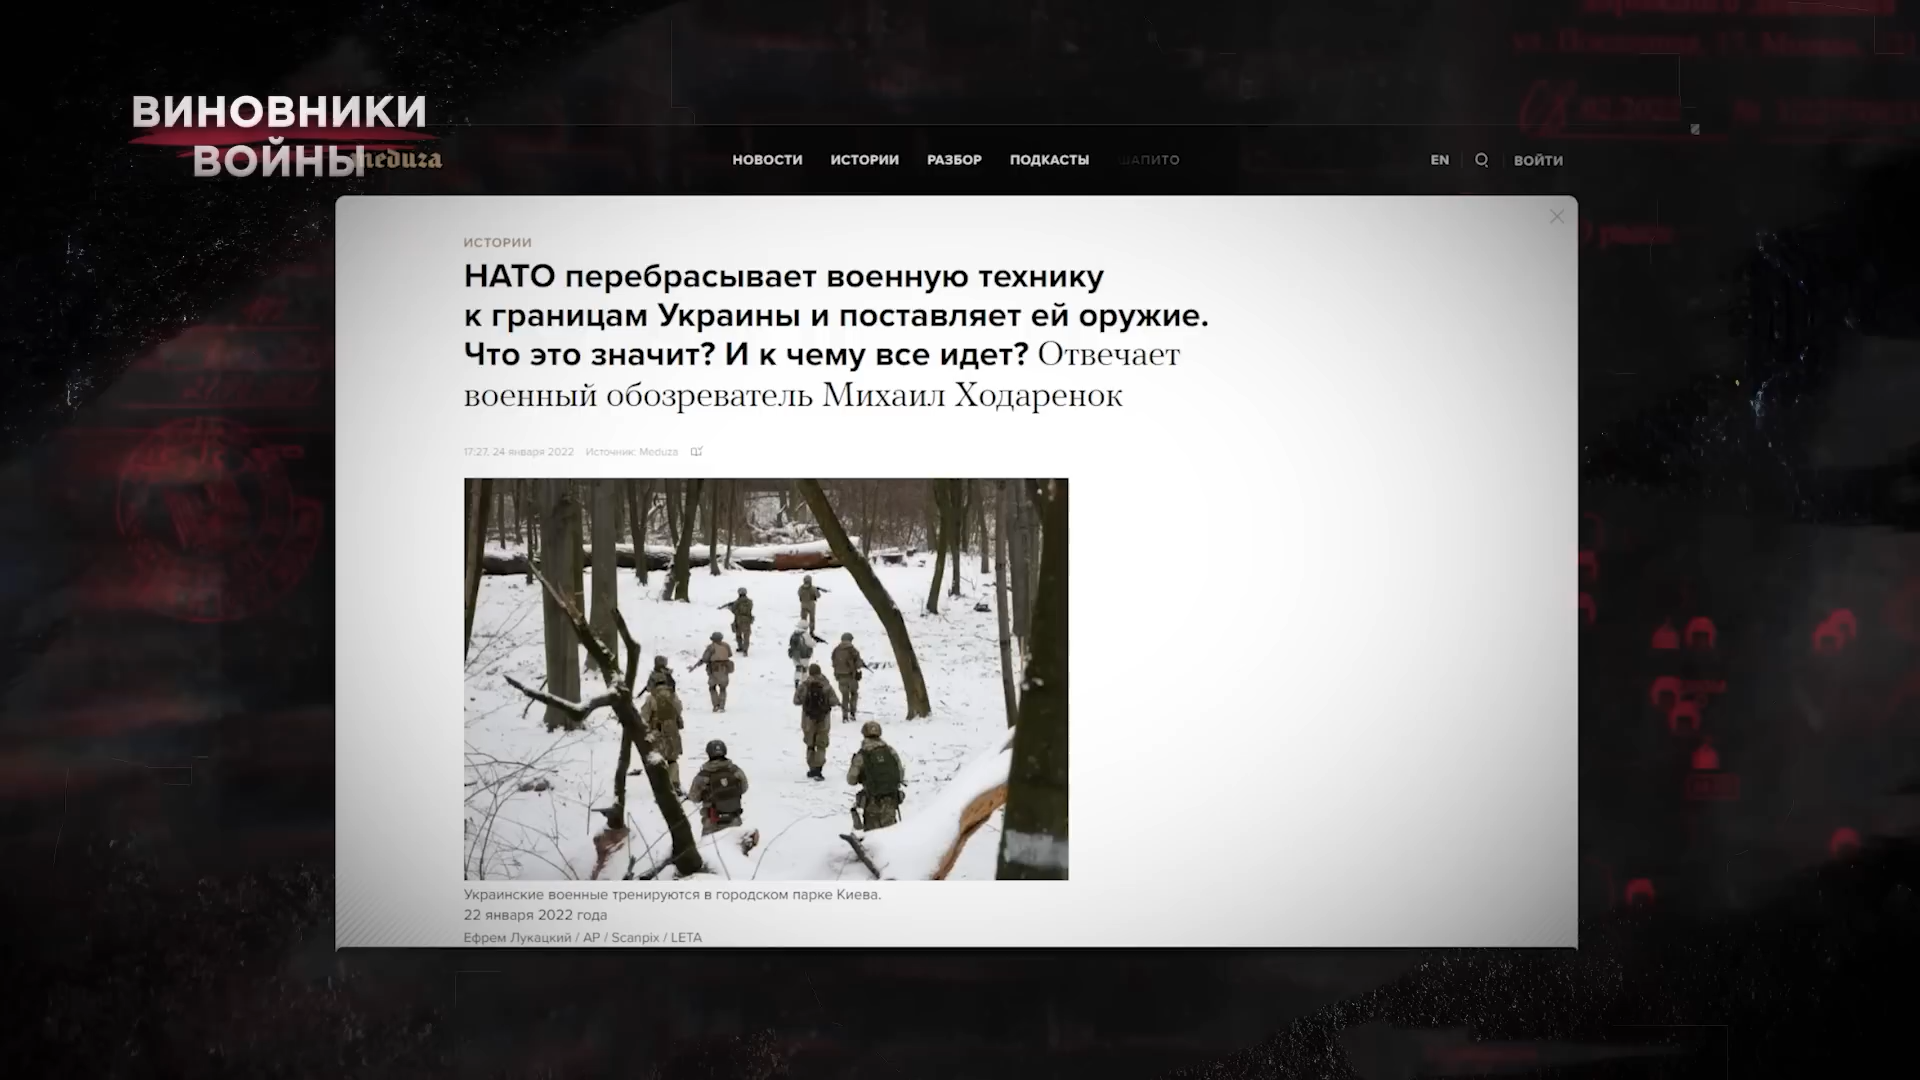 ВИНОВНИКИ
ВОЙНЫ
meduza
НОВОСТИ ИСТОРИИ РАЗБОР ПОДКАСТЫ ШАПИТО
EN ВОЙТИ
ИСТОРИИ
НАТО перебрасывает военную технику
к границам Украины и поставляет ей оружие.
Что это значит? И к чему все идет? Отвечает
военный обозреватель Михаил Ходаренок
17:27, 24 января 2022 Источник: Meduza
Украинские военные тренируются в городском парке Киева.
22 января 2022 года
Ефрем Лукацкий / AP / Scanpix / LETA